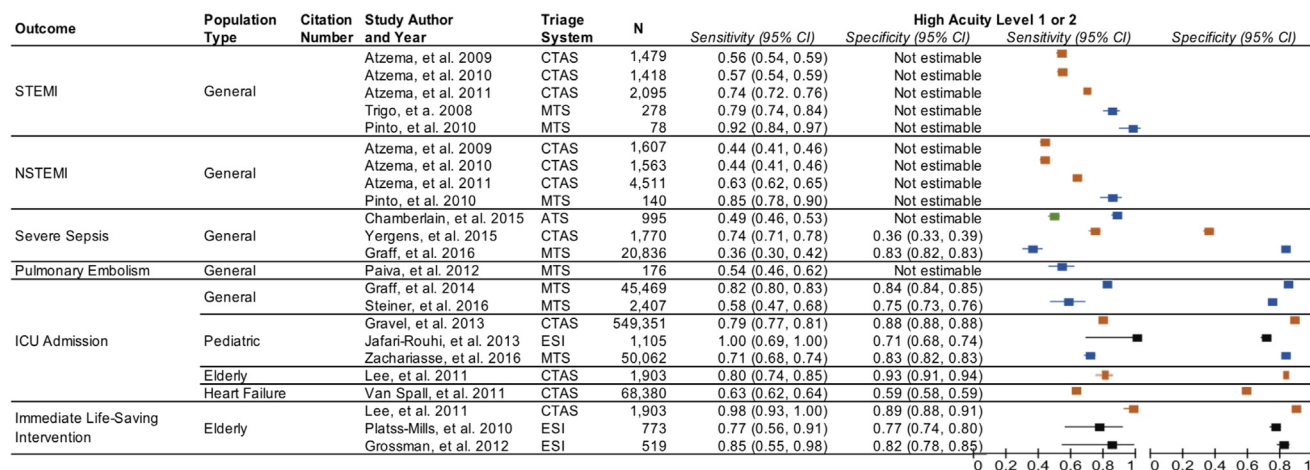 High Acuity Level 1 or 2
Outcome Population Type Citation Number Study Author and Year Triage System N Sensitivity (95% CI) Specificity (95% CI) Sensitivity (95% CI) Specificity (95% CI)
Atzema, et al. 2009 CTAS 1,479 0.56 (0.54, 0.59) Not estimable
Atzema, et al. 2010 CTAS 1,418 0.57 (0.54, 0.59) Not estimable
STEMI General Atzema, et al. 2011 CTAS 2,095 0.74 (0.72. 0.76) Not estimable
Trigo, et a. 2008 MTS 278 0.79 (0.74, 0.84) Not estimable
Pinto, et al. 2010 MTS 78 0.92 (0.84, 0.97) Not estimable
Atzema, et al. 2009 CTAS 1,607 0.44 (0.41, 0.46) Not estimable
Atzema, et al. 2010 CTAS 1,563 0.44 (0.41, 0.46) Not estimable
NSTEMI General
Atzema, et al. 2011 CTAS 4,511 0.63 (0.62, 0.65) Not estimable
Pinto, et al. 2010 MTS 140 0.85 (0.78, 0.90) Not estimable
Chamberlain, et al. 2015 ATS 995 0.49 (0.46, 0.53) Not estimable
Severe Sepsis General Yergens, et al. 2015 CTAS 1,770 0.74 (0.71, 0.78) 0.36 (0.33, 0.39)
Graff, et al. 2016 MTS 20,836 0.36 (0.30, 0.42) 0.83 (0.82, 0.83)
Pulmonary Embolism General Paiva, et al. 2012 MTS 176 0.54 (0.46, 0.62) Not estimable
General Graff, et al. 2014 MTS 45,469 0.82 (0.80, 0.83) 0.84 (0.84, 0.85)
Steiner, et al. 2016 MTS 2,407 0.58 (0.47, 0.68) 0.75 (0.73, 0.76)
Gravel, et al. 2013 CTAS 549,351 0.79 (0.77, 0.81) 0.88 (0.88, 0.88)
ICU Admission Pediatric Jafari-Rouhi, et al. 2013 ESI 1,105 1.00 (0.69, 1.00) 0.71 (0.68, 0.74)
Zachariasse, et al. 2016 MTS 50,062 0.71 (0.68, 0.74) 0.83 (0.82, 0.83)
Elderly Lee, et al. 2011 CTAS 1,903 0.80 (0.74, 0.85) 0.93 (0.91, 0.94)
Heart Failure Van Spall, et al. 2011 CTAS 68,380 0.63 (0.62, 0.64) 0.59 (0.58, 0.59)
Lee, et al. 2011 CTAS 1,903 0.98 (0.93, 1.00) 0.89 (0.88, 0.91)
Immediate Life-Saving Intervention Elderly Platss-Mills, et al. 2010 ESI 773 0.77 (0.56, 0.91) 0.77 (0.74, 0.80)
Grossman, et al. 2012 ESI 519 0.85 (0.55, 0.98) 0.82 (0.78, 0.85)
0 0.2 0.4 0.6 0.8 1 0 0.2 0.4 0.6 0.8 1